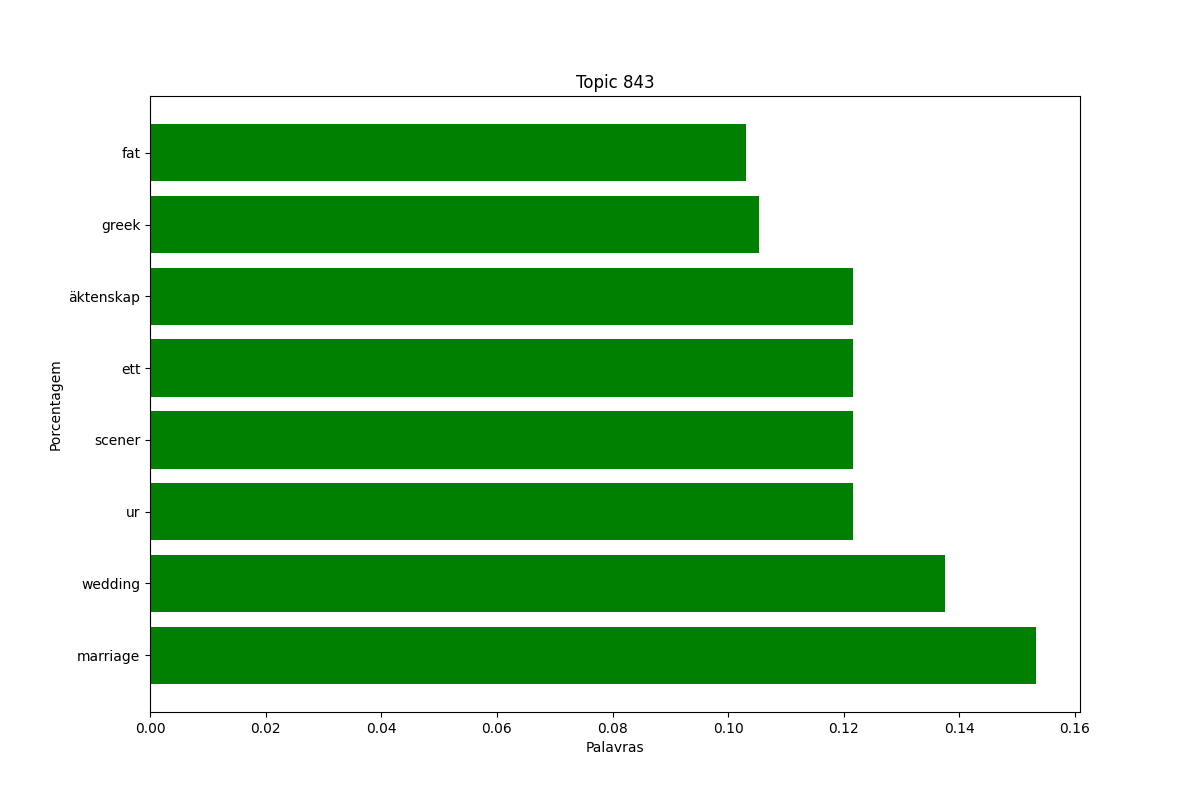 Topic 843
fat
greek
äktenskap
ett
scener
ur
wedding
marriage
Porcentagem
0.00 0.02 0.04 0.06 0.08 0.10 0.12 0.14 0.16
Palavras